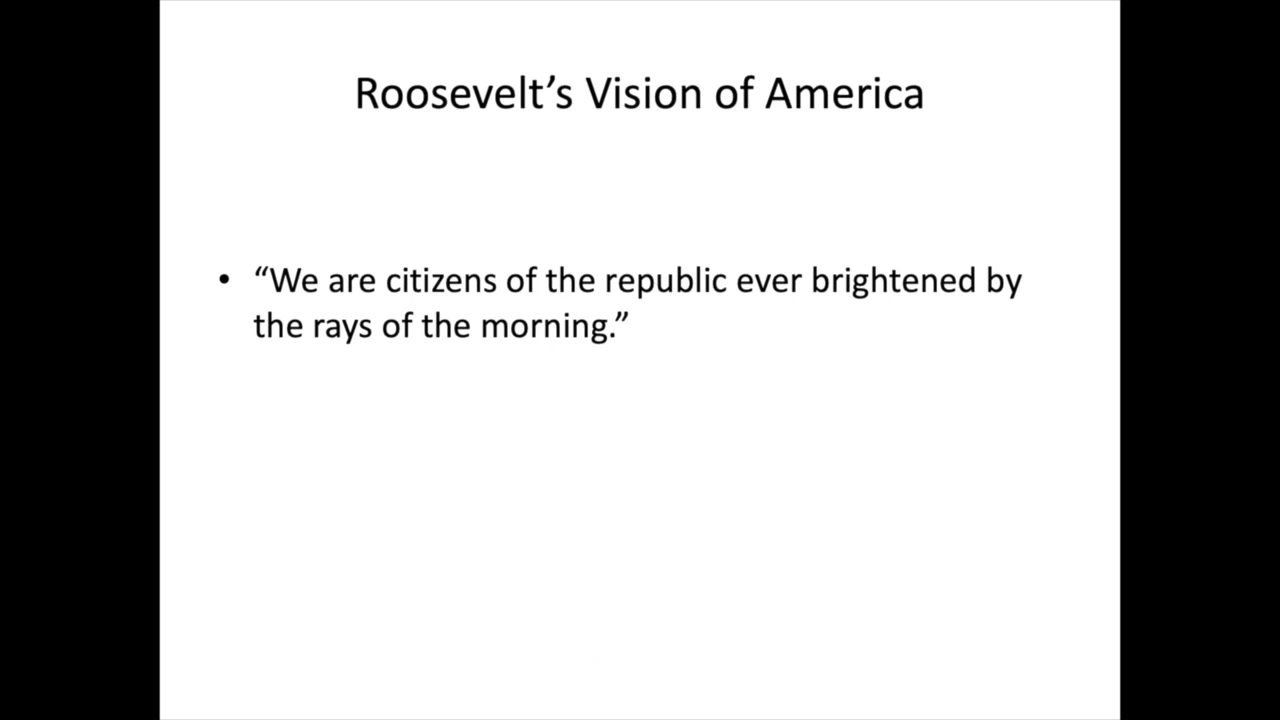 Roosevelt’s Vision of America
• “We are citizens of the republic ever brightened by
the rays of the morning.”